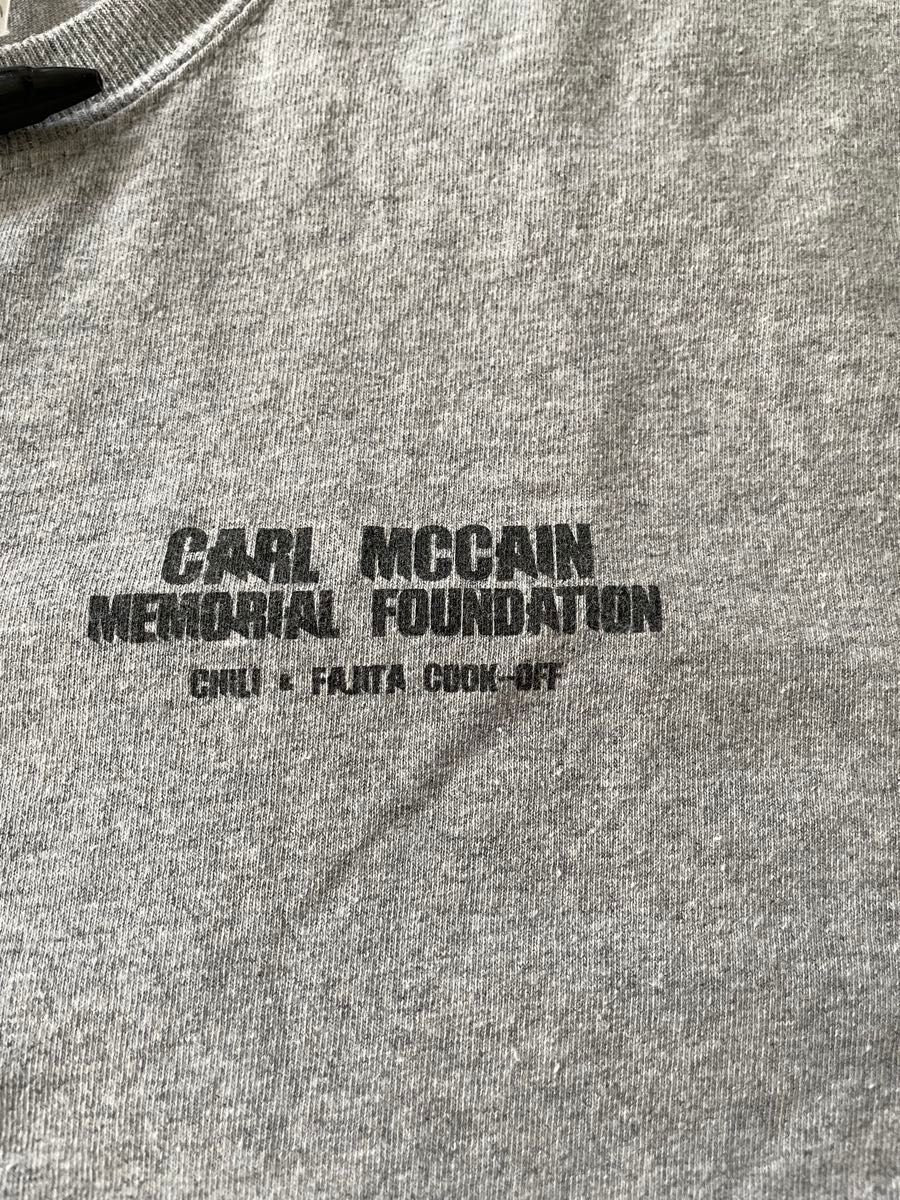 CARL MCCAIN
MEMORIAL FOUNDATION
CHILI & FAJITA COOK-OFF